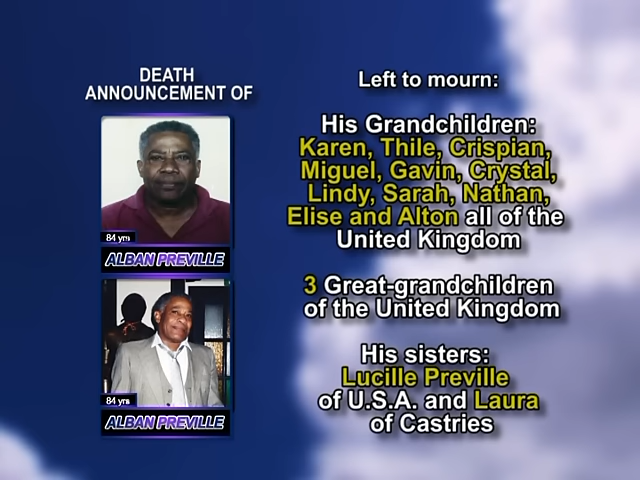 DEATH
ANNOUNCEMENT OF
84 yrs
ALBAN PREVILLE
84 yrs
ALBAN PREVILLE
Left to mourn:
His Grandchildren:
Karen, Thile, Crispian,
Miguel, Gavin, Crystal,
Lindy, Sarah, Nathan,
Elise and Alton all of the
United Kingdom
3 Great-grandchildren
of the United Kingdom
His sisters:
Lucille Preville
of U.S.A. and Laura
of Castries